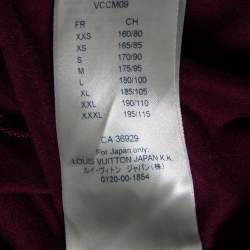 VCCM09
FR CH
XXS 160/80
XS 165/85
S 170/90
M 175/95
L 180/100
XL 185/105
XXL 190/110
XXXL 195/115
CA 36929
For Japan only:
LOUIS VUITTON JAPAN K.K.
ルイ・ヴィトン ジャパン(株)
0120-00-1854